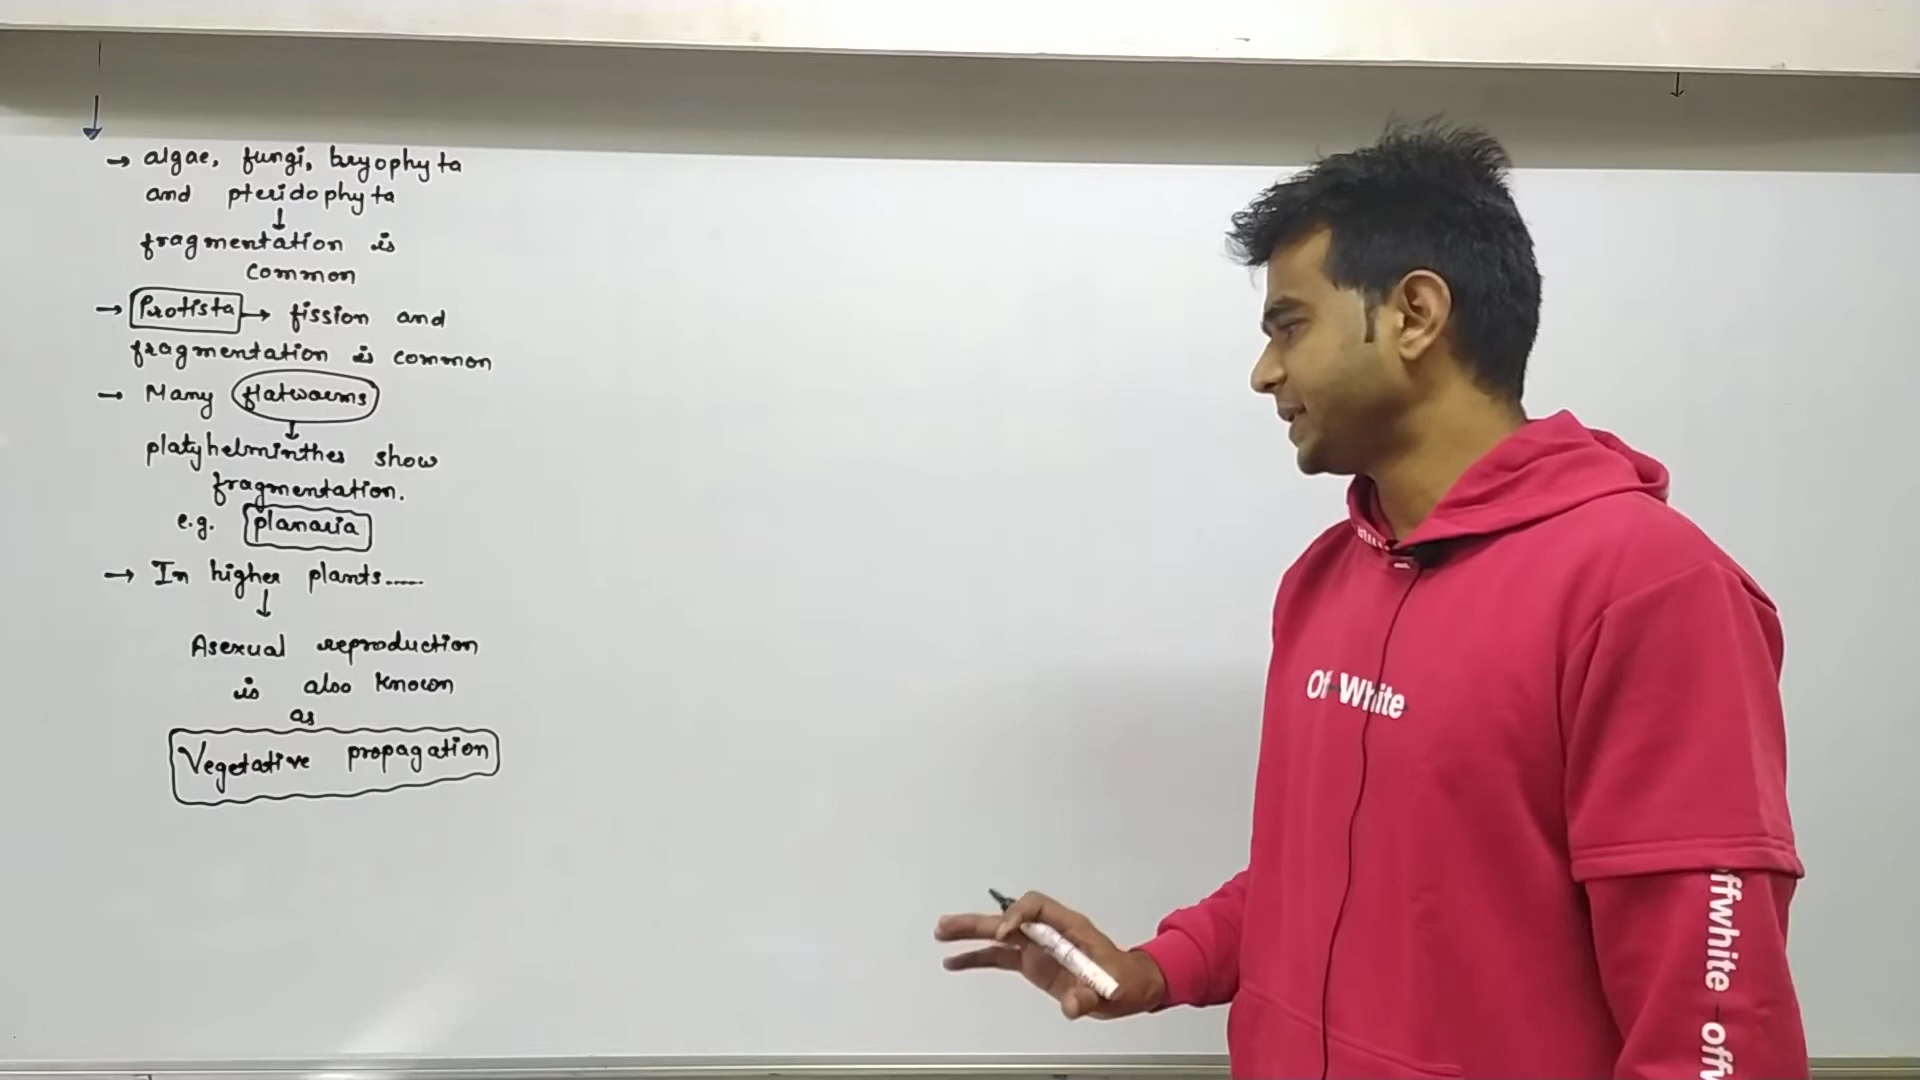 → algae, fungi, bryophyta
and pteridophyta
↓
fragmentation is
common
→ Protista → fission and
fragmentation is common
→ Many flatworms
↓
platyhelminthes show
fragmentation.
e.g. planaria
→ In higher plants......
↓
Asexual reproduction
is also known
as
Vegetative propagation
Off-White
offwhite